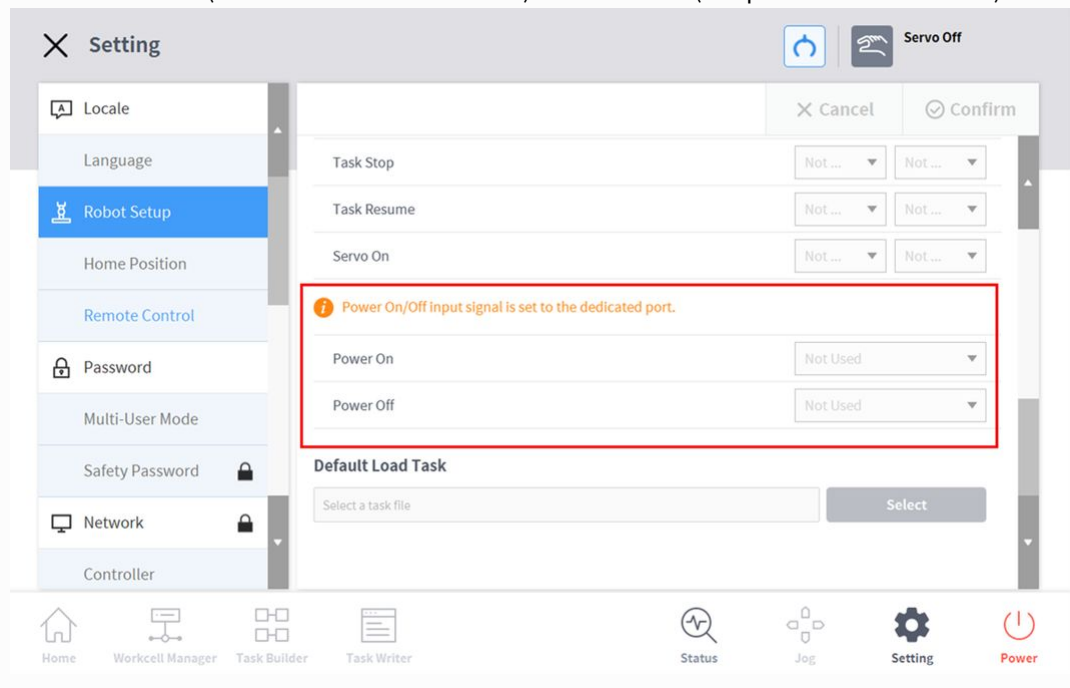 Setting
Servo Off
Locale
Language
Robot Setup
Home Position
Remote Control
Password
Multi-User Mode
Safety Password
Network
Controller
Cancel Confirm
Task Stop Not ... Not ...
Task Resume Not ... Not ...
Servo On Not ... Not ...
Power On/Off input signal is set to the dedicated port.
Power On Not Used
Power Off Not Used
Default Load Task
Select a task file Select
Home Workcell Manager Task Builder Task Writer Status Jog Setting Power